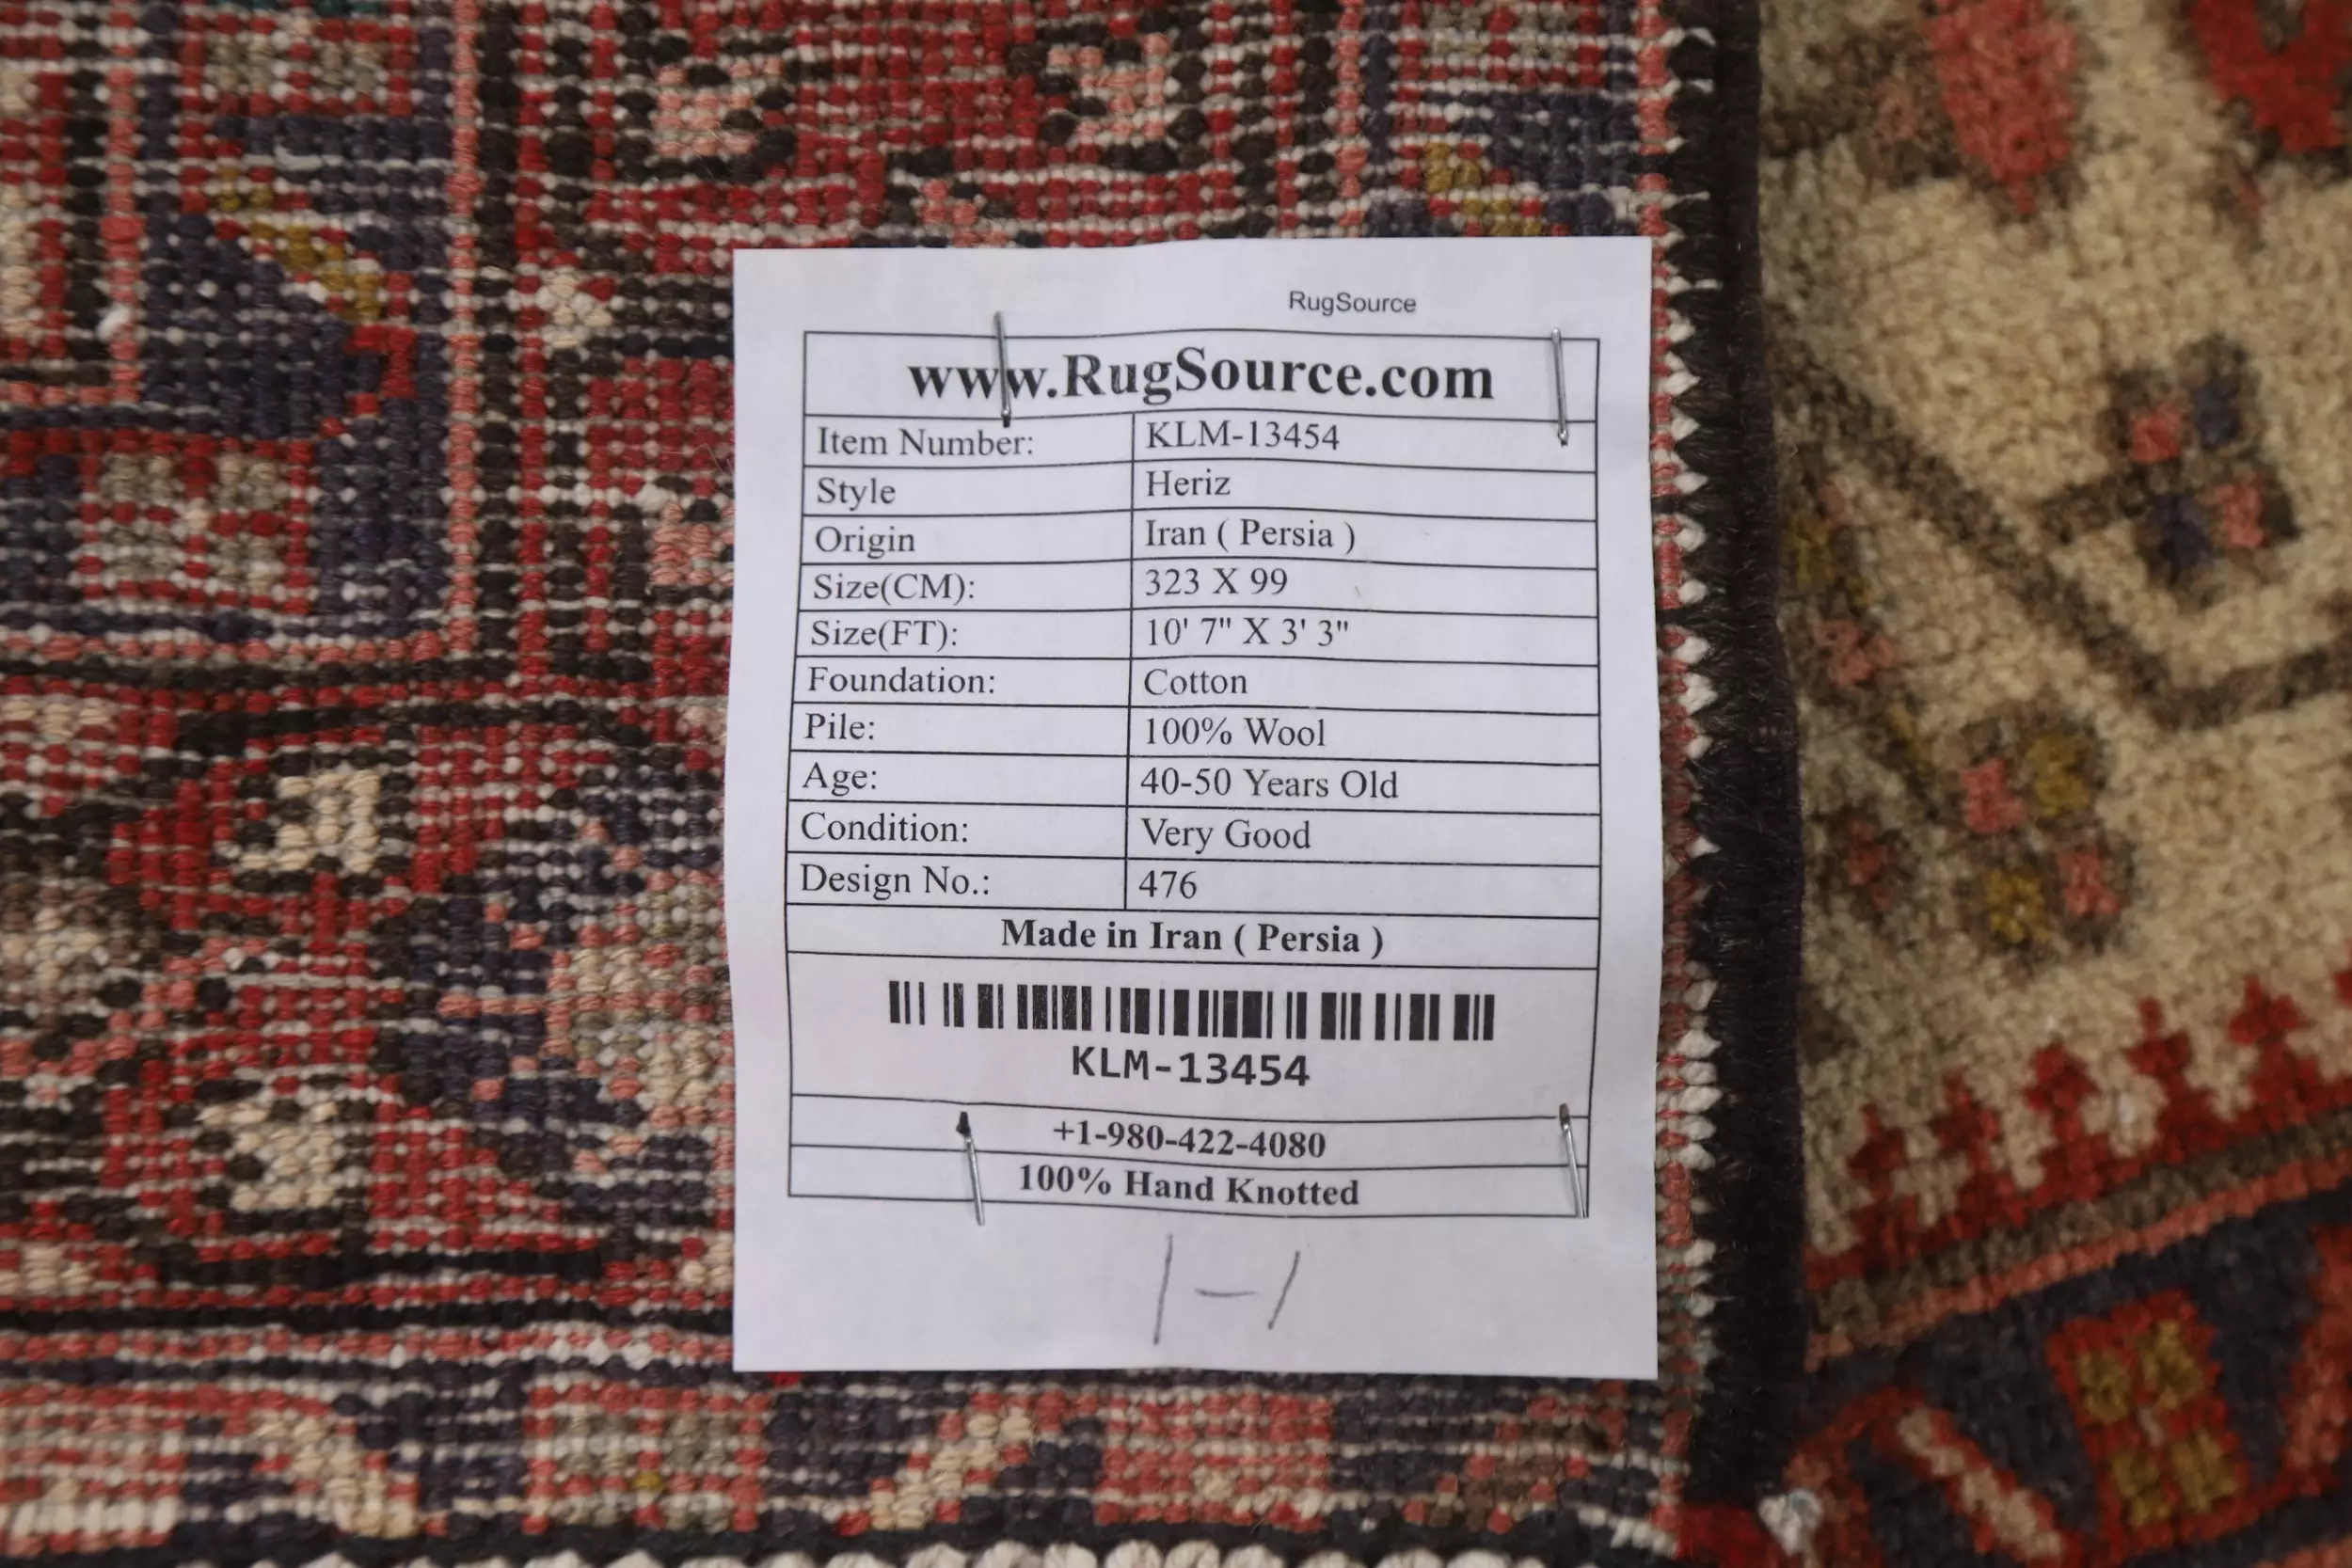 RugSource
www.RugSource.com
Item Number: KLM-13454
Style Heriz
Origin Iran ( Persia )
Size(CM): 323 X 99
Size(FT): 10' 7" X 3' 3"
Foundation: Cotton
Pile: 100% Wool
Age: 40-50 Years Old
Condition: Very Good
Design No.: 476
Made in Iran ( Persia )
KLM-13454
+1-980-422-4080
100% Hand Knotted
1-1